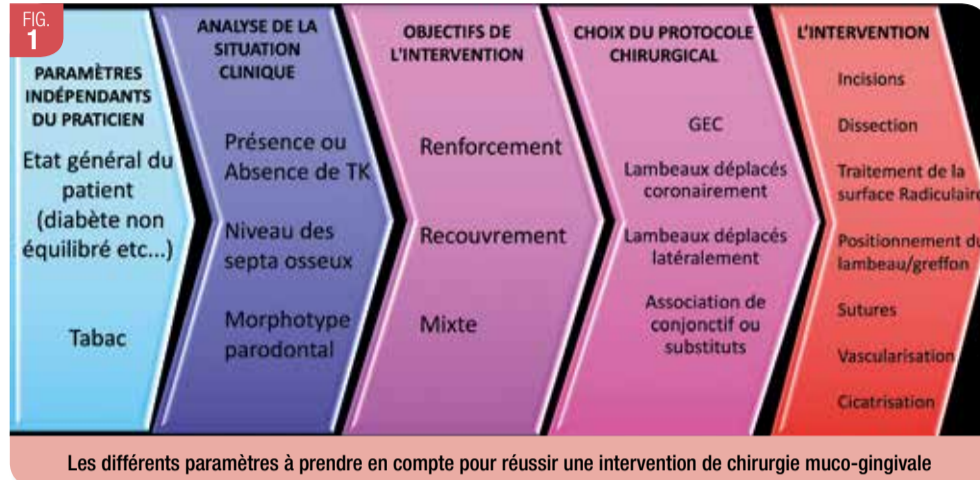 FIG.
1
PARAMÈTRES
INDÉPENDANTS
DU PRATICIEN
Etat général du
patient
(diabète non
équilibré etc...)
Tabac
ANALYSE DE LA
SITUATION
CLINIQUE
Présence ou
Absence de TK
Niveau des
septa osseux
Morphotype
parodontal
OBJECTIFS DE
L'INTERVENTION
Renforcement
Recouvrement
Mixte
CHOIX DU PROTOCOLE
CHIRURGICAL
GEC
Lambeaux déplacés
coronairement
Lambeaux déplacés
latéralement
Association de
conjonctif ou
substituts
L'INTERVENTION
Incisions
Dissection
Traitement de la
surface Radiculaire
Positionnement du
lambeau/greffon
Sutures
Vascularisation
Cicatrisation
Les différents paramètres à prendre en compte pour réussir une intervention de chirurgie muco-gingivale